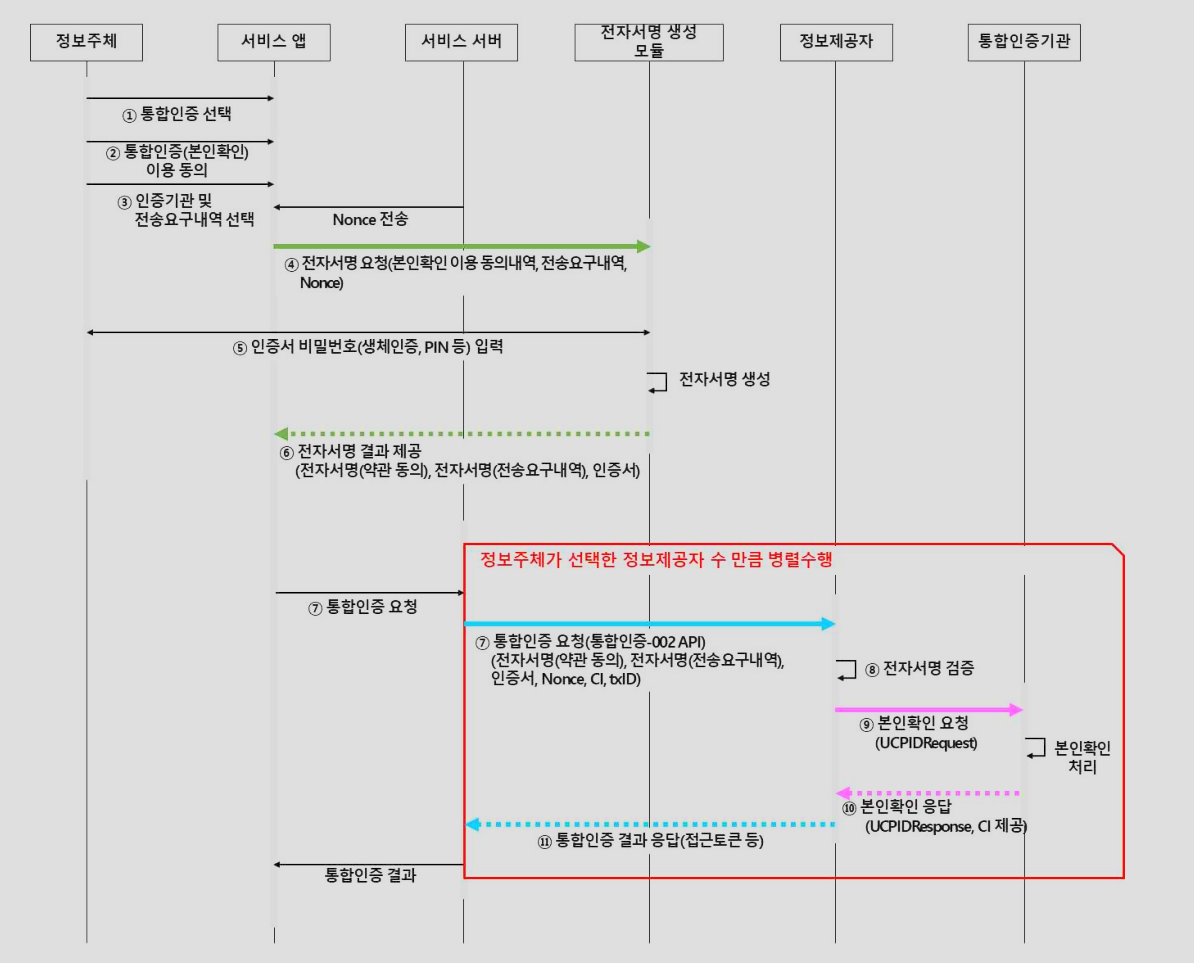 정보주체
서비스 앱
서비스 서버
전자서명 생성
모듈
정보제공자
통합인증기관
① 통합인증 선택
② 통합인증(본인확인)
이용 동의
③ 인증기관 및
전송요구내역 선택
Nonce 전송
④ 전자서명 요청(본인확인 이용 동의내역, 전송요구내역,
Nonce)
⑤ 인증서 비밀번호(생체인증, PIN 등) 입력
전자서명 생성
⑥ 전자서명 결과 제공
(전자서명(약관 동의), 전자서명(전송요구내역), 인증서)
정보주체가 선택한 정보제공자 수 만큼 병렬수행
⑦ 통합인증 요청
⑦ 통합인증 요청(통합인증-002 API)
(전자서명(약관 동의), 전자서명(전송요구내역),
인증서, Nonce, CI, txID)
⑧ 전자서명 검증
⑨ 본인확인 요청
(UCPIDRequest)
본인확인
처리
⑩ 본인확인 응답
(UCPIDResponse, CI 제공)
⑪ 통합인증 결과 응답(접근토큰 등)
통합인증 결과